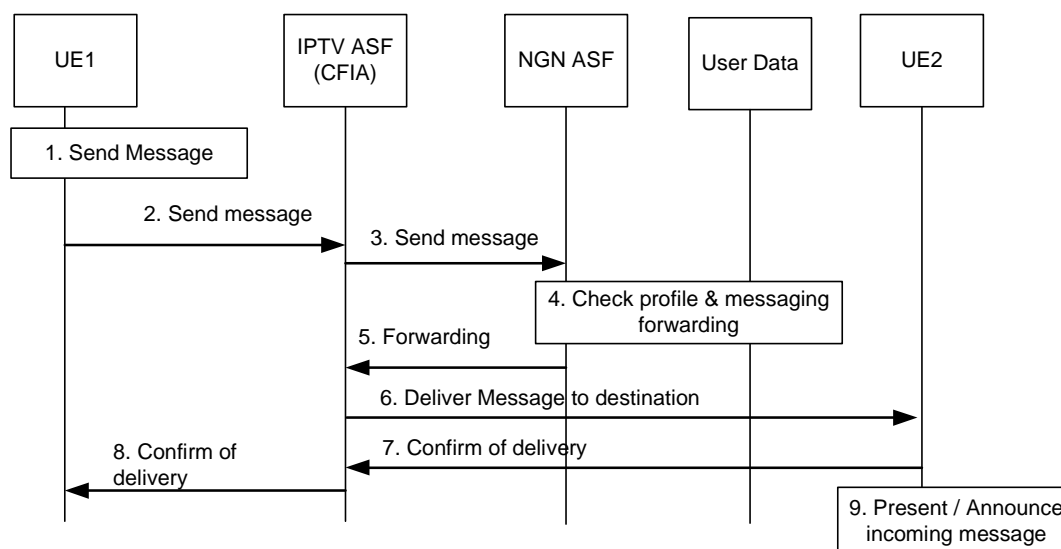 UE1
IPTV ASF
(CFIA)
NGN ASF
User Data
UE2
1. Send Message
2. Send message
3. Send message
4. Check profile & messaging
forwarding
5. Forwarding
6. Deliver Message to destination
7. Confirm of delivery
8. Confirm of
delivery
9. Present / Announce
incoming message